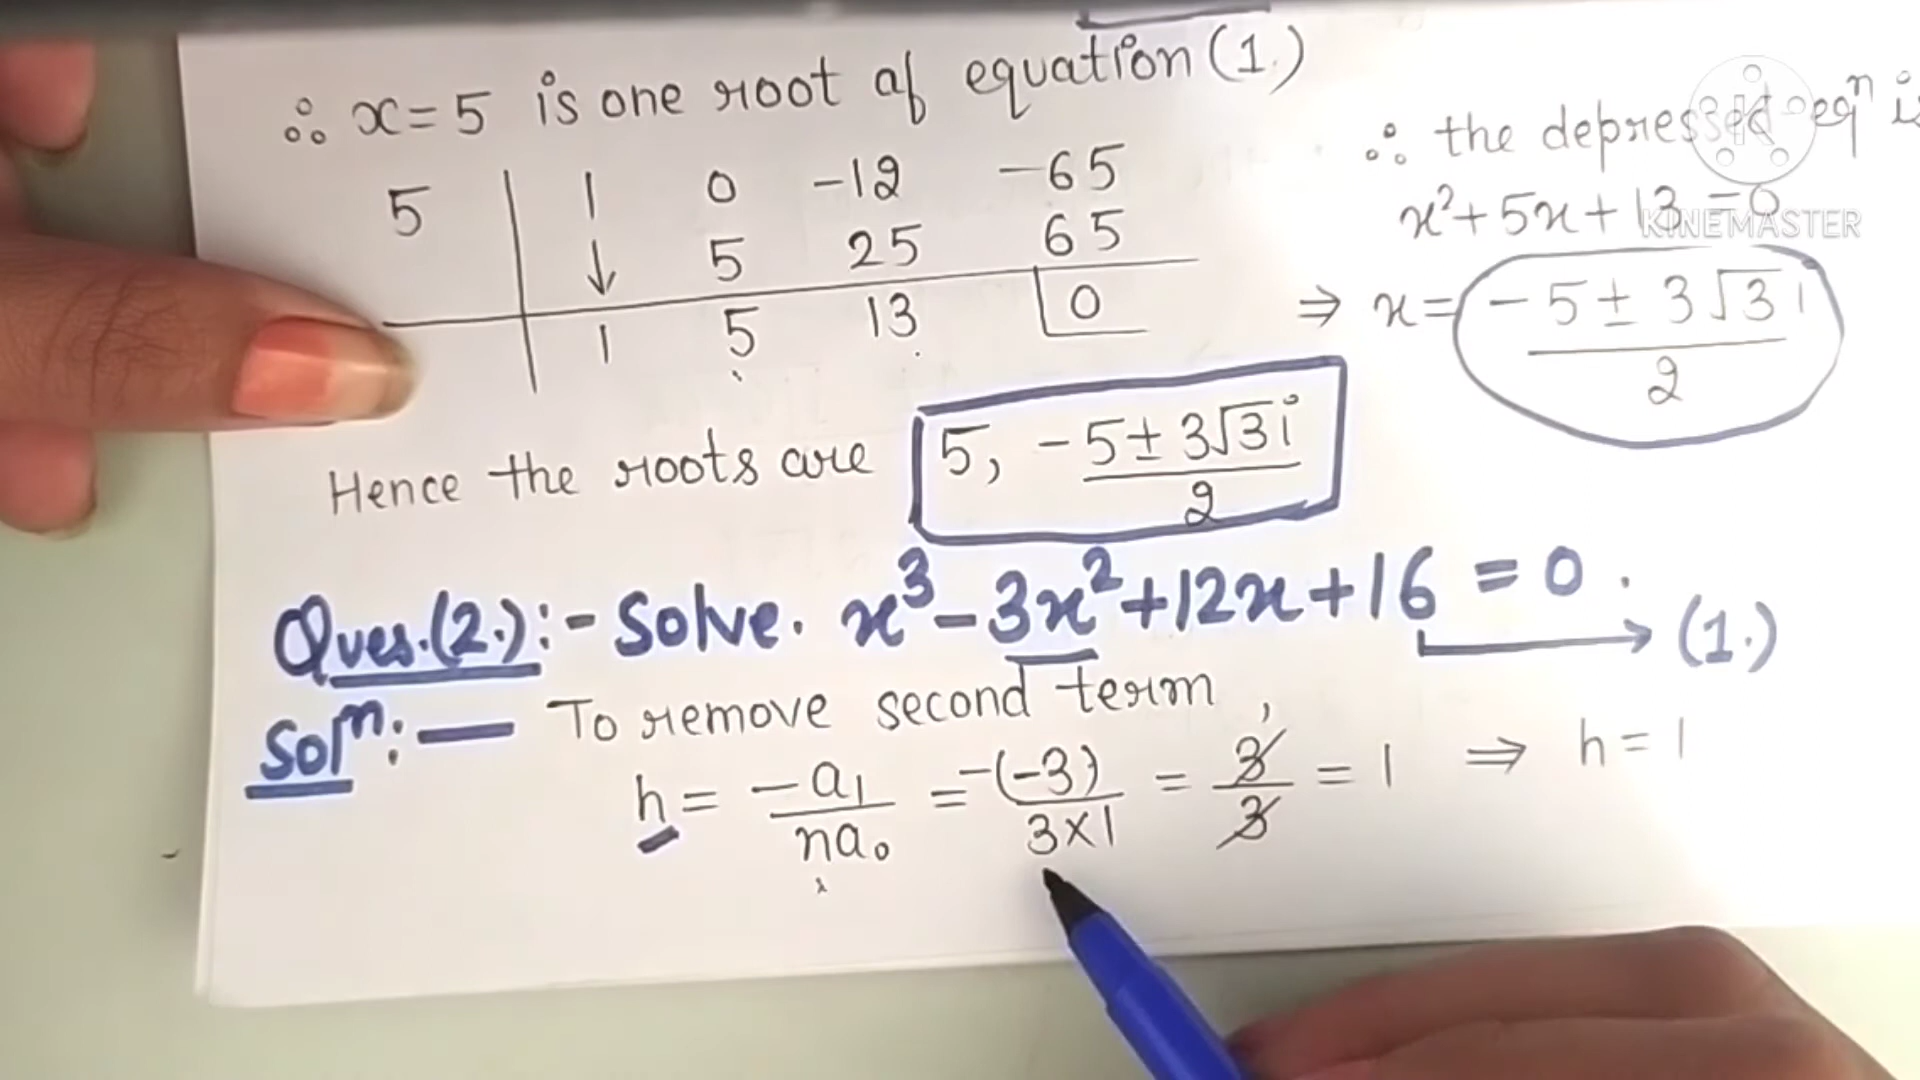 ∴ x = 5 is one root of equation (1.)
5 | 1 0 -12 -65
↓ 5 25 65
1 5 13 | 0
∴ the depressed eqⁿ is
x² + 5x + 13 = 0
⇒ x = (-5 ± 3√3 i)/2
KINEMASTER
Hence the roots are 5, (-5 ± 3√3 i)/2
Ques.(2.):- Solve. x³ - 3x² + 12x + 16 = 0. → (1.)
Solⁿ:— To remove second term,
h = -a₁/na₀ = -(-3)/3×1 = 3/3 = 1 ⇒ h = 1